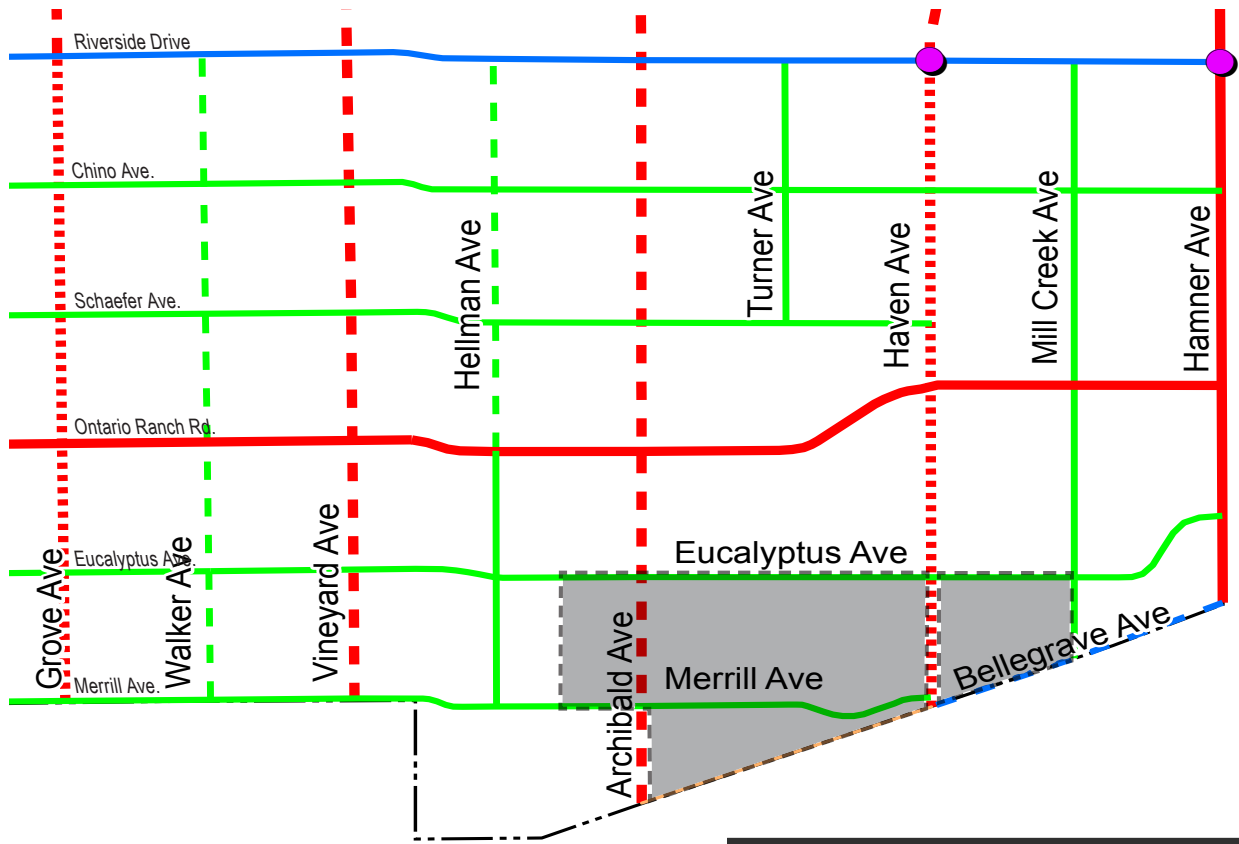 Riverside Drive
Chino Ave.
Schaefer Ave.
Ontario Ranch Rd.
Eucalyptus Ave.
Merrill Ave.
Grove Ave
Walker Ave
Vineyard Ave
Hellman Ave
Archibald Ave
Turner Ave
Haven Ave
Mill Creek Ave
Hamner Ave
Eucalyptus Ave
Merrill Ave
Bellegrave Ave